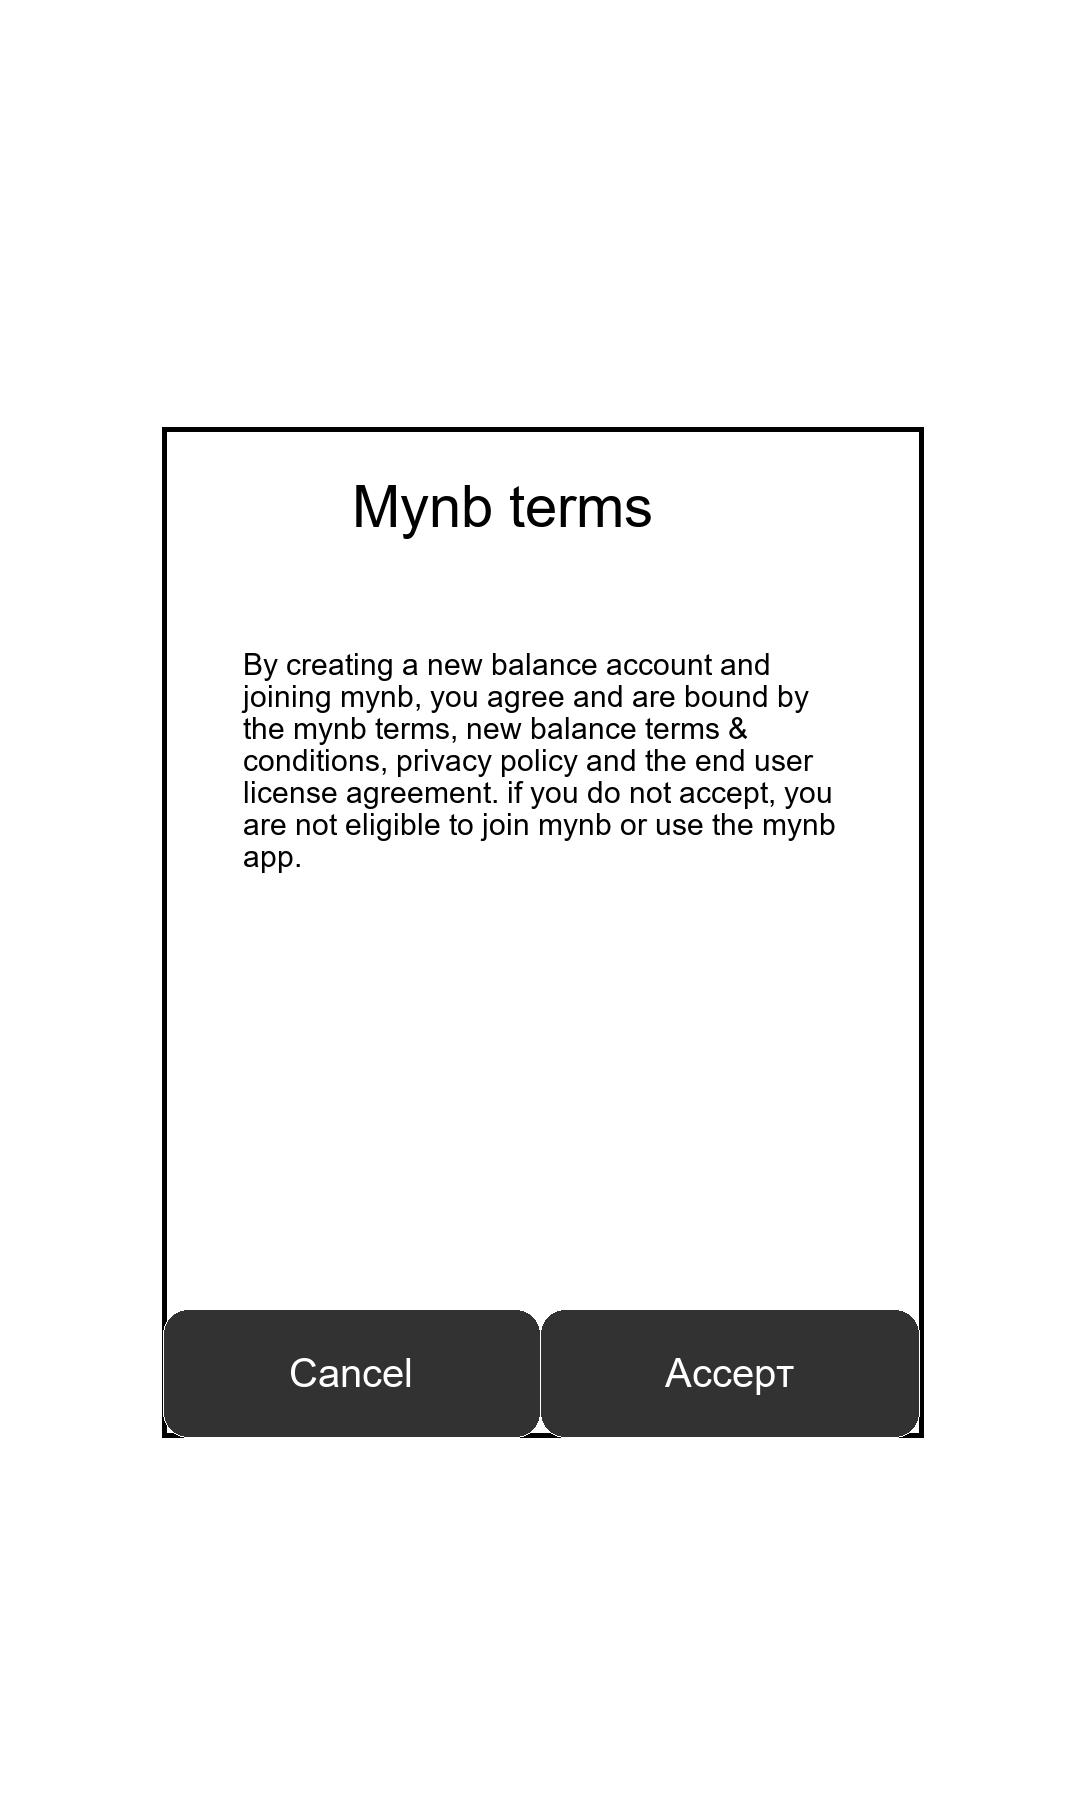 Mynb terms
By creating a new balance account and
joining mynb, you agree and are bound by
the mynb terms, new balance terms &
conditions, privacy policy and the end user
license agreement. if you do not accept, you
are not eligible to join mynb or use the mynb
app.
Cancel
Accepт